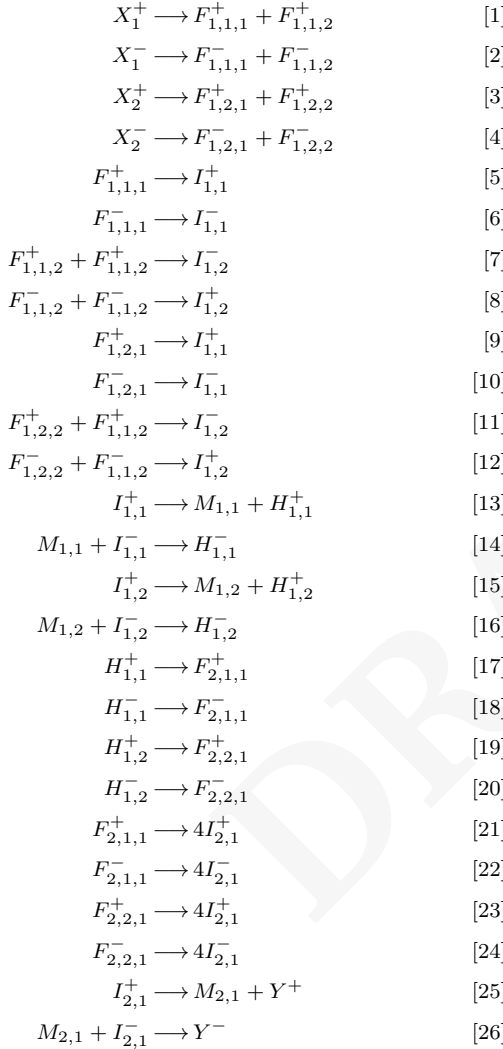 X_1^+ ⟶ F_{1,1,1}^+ + F_{1,1,2}^+ [1]
X_1^- ⟶ F_{1,1,1}^- + F_{1,1,2}^- [2]
X_2^+ ⟶ F_{1,2,1}^+ + F_{1,2,2}^+ [3]
X_2^- ⟶ F_{1,2,1}^- + F_{1,2,2}^- [4]
F_{1,1,1}^+ ⟶ I_{1,1}^+ [5]
F_{1,1,1}^- ⟶ I_{1,1}^+ [6]
F_{1,1,2}^+ + F_{1,1,2}^+ ⟶ I_{1,2}^- [7]
F_{1,1,2}^- + F_{1,1,2}^- ⟶ I_{1,2}^+ [8]
F_{1,2,1}^+ ⟶ I_{1,1}^+ [9]
F_{1,2,1}^- ⟶ I_{1,1}^- [10]
F_{1,2,2}^+ + F_{1,1,2}^+ ⟶ I_{1,2}^- [11]
F_{1,2,2}^- + F_{1,1,2}^- ⟶ I_{1,2}^+ [12]
I_{1,1}^+ ⟶ M_{1,1} + H_{1,1}^+ [13]
M_{1,1} + I_{1,1}^- ⟶ H_{1,1}^- [14]
I_{1,2}^+ ⟶ M_{1,2} + H_{1,2}^+ [15]
M_{1,2} + I_{1,2}^- ⟶ H_{1,2}^- [16]
H_{1,1}^+ ⟶ F_{2,1,1}^+ [17]
H_{1,1}^- ⟶ F_{2,1,1}^- [18]
H_{1,2}^+ ⟶ F_{2,2,1}^+ [19]
H_{1,2}^- ⟶ F_{2,2,1}^- [20]
F_{2,1,1}^+ ⟶ 4I_{2,1}^+ [21]
F_{2,1,1}^- ⟶ 4I_{2,1}^- [22]
F_{2,2,1}^+ ⟶ 4I_{2,1}^+ [23]
F_{2,2,1}^- ⟶ 4I_{2,1}^- [24]
I_{2,1}^+ ⟶ M_{2,1} + Y^+ [25]
M_{2,1} + I_{2,1}^- ⟶ Y^- [26]